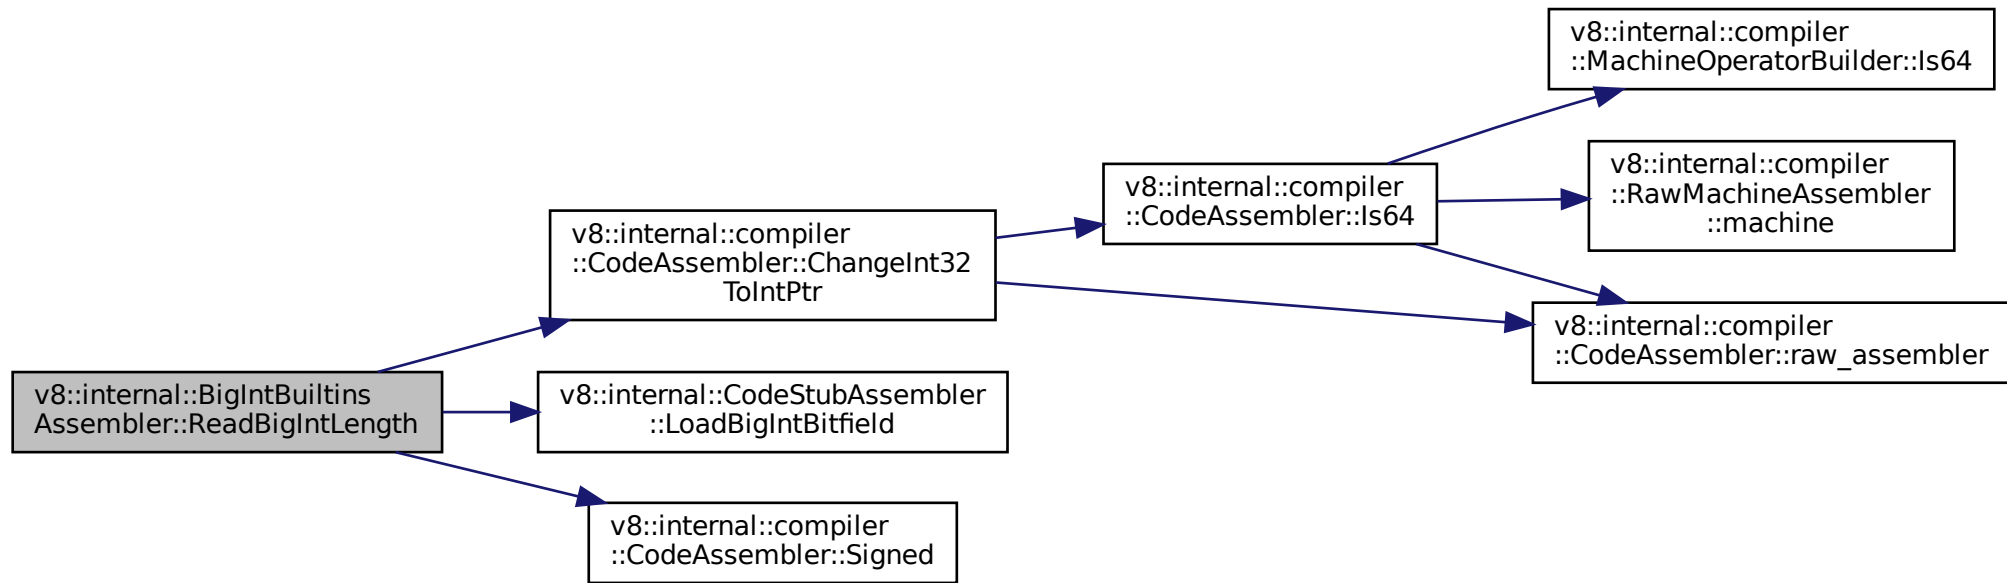 v8::internal::BigIntBuiltins
Assembler::ReadBigIntLength
v8::internal::compiler
::CodeAssembler::ChangeInt32
ToIntPtr
v8::internal::CodeStubAssembler
::LoadBigIntBitfield
v8::internal::compiler
::CodeAssembler::Signed
v8::internal::compiler
::CodeAssembler::Is64
v8::internal::compiler
::MachineOperatorBuilder::Is64
v8::internal::compiler
::RawMachineAssembler
::machine
v8::internal::compiler
::CodeAssembler::raw_assembler